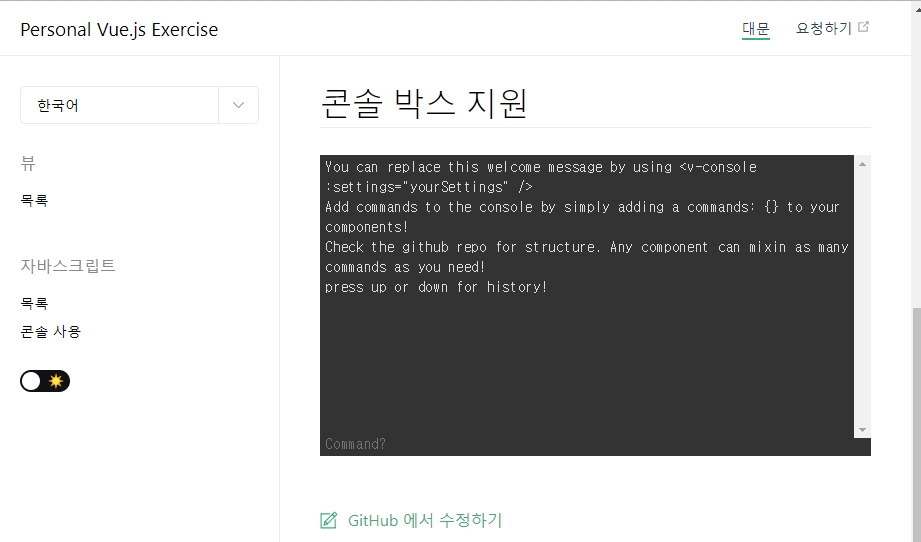 Personal Vue.js Exercise
대문
요청하기
한국어
뷰
목록
자바스크립트
목록
콘솔 사용
콘솔 박스 지원
You can replace this welcome message by using <v-console
:settings="yourSettings" />
Add commands to the console by simply adding a commands: {} to your
components!
Check the github repo for structure. Any component can mixin as many
commands as you need!
press up or down for history!
Command?
GitHub 에서 수정하기